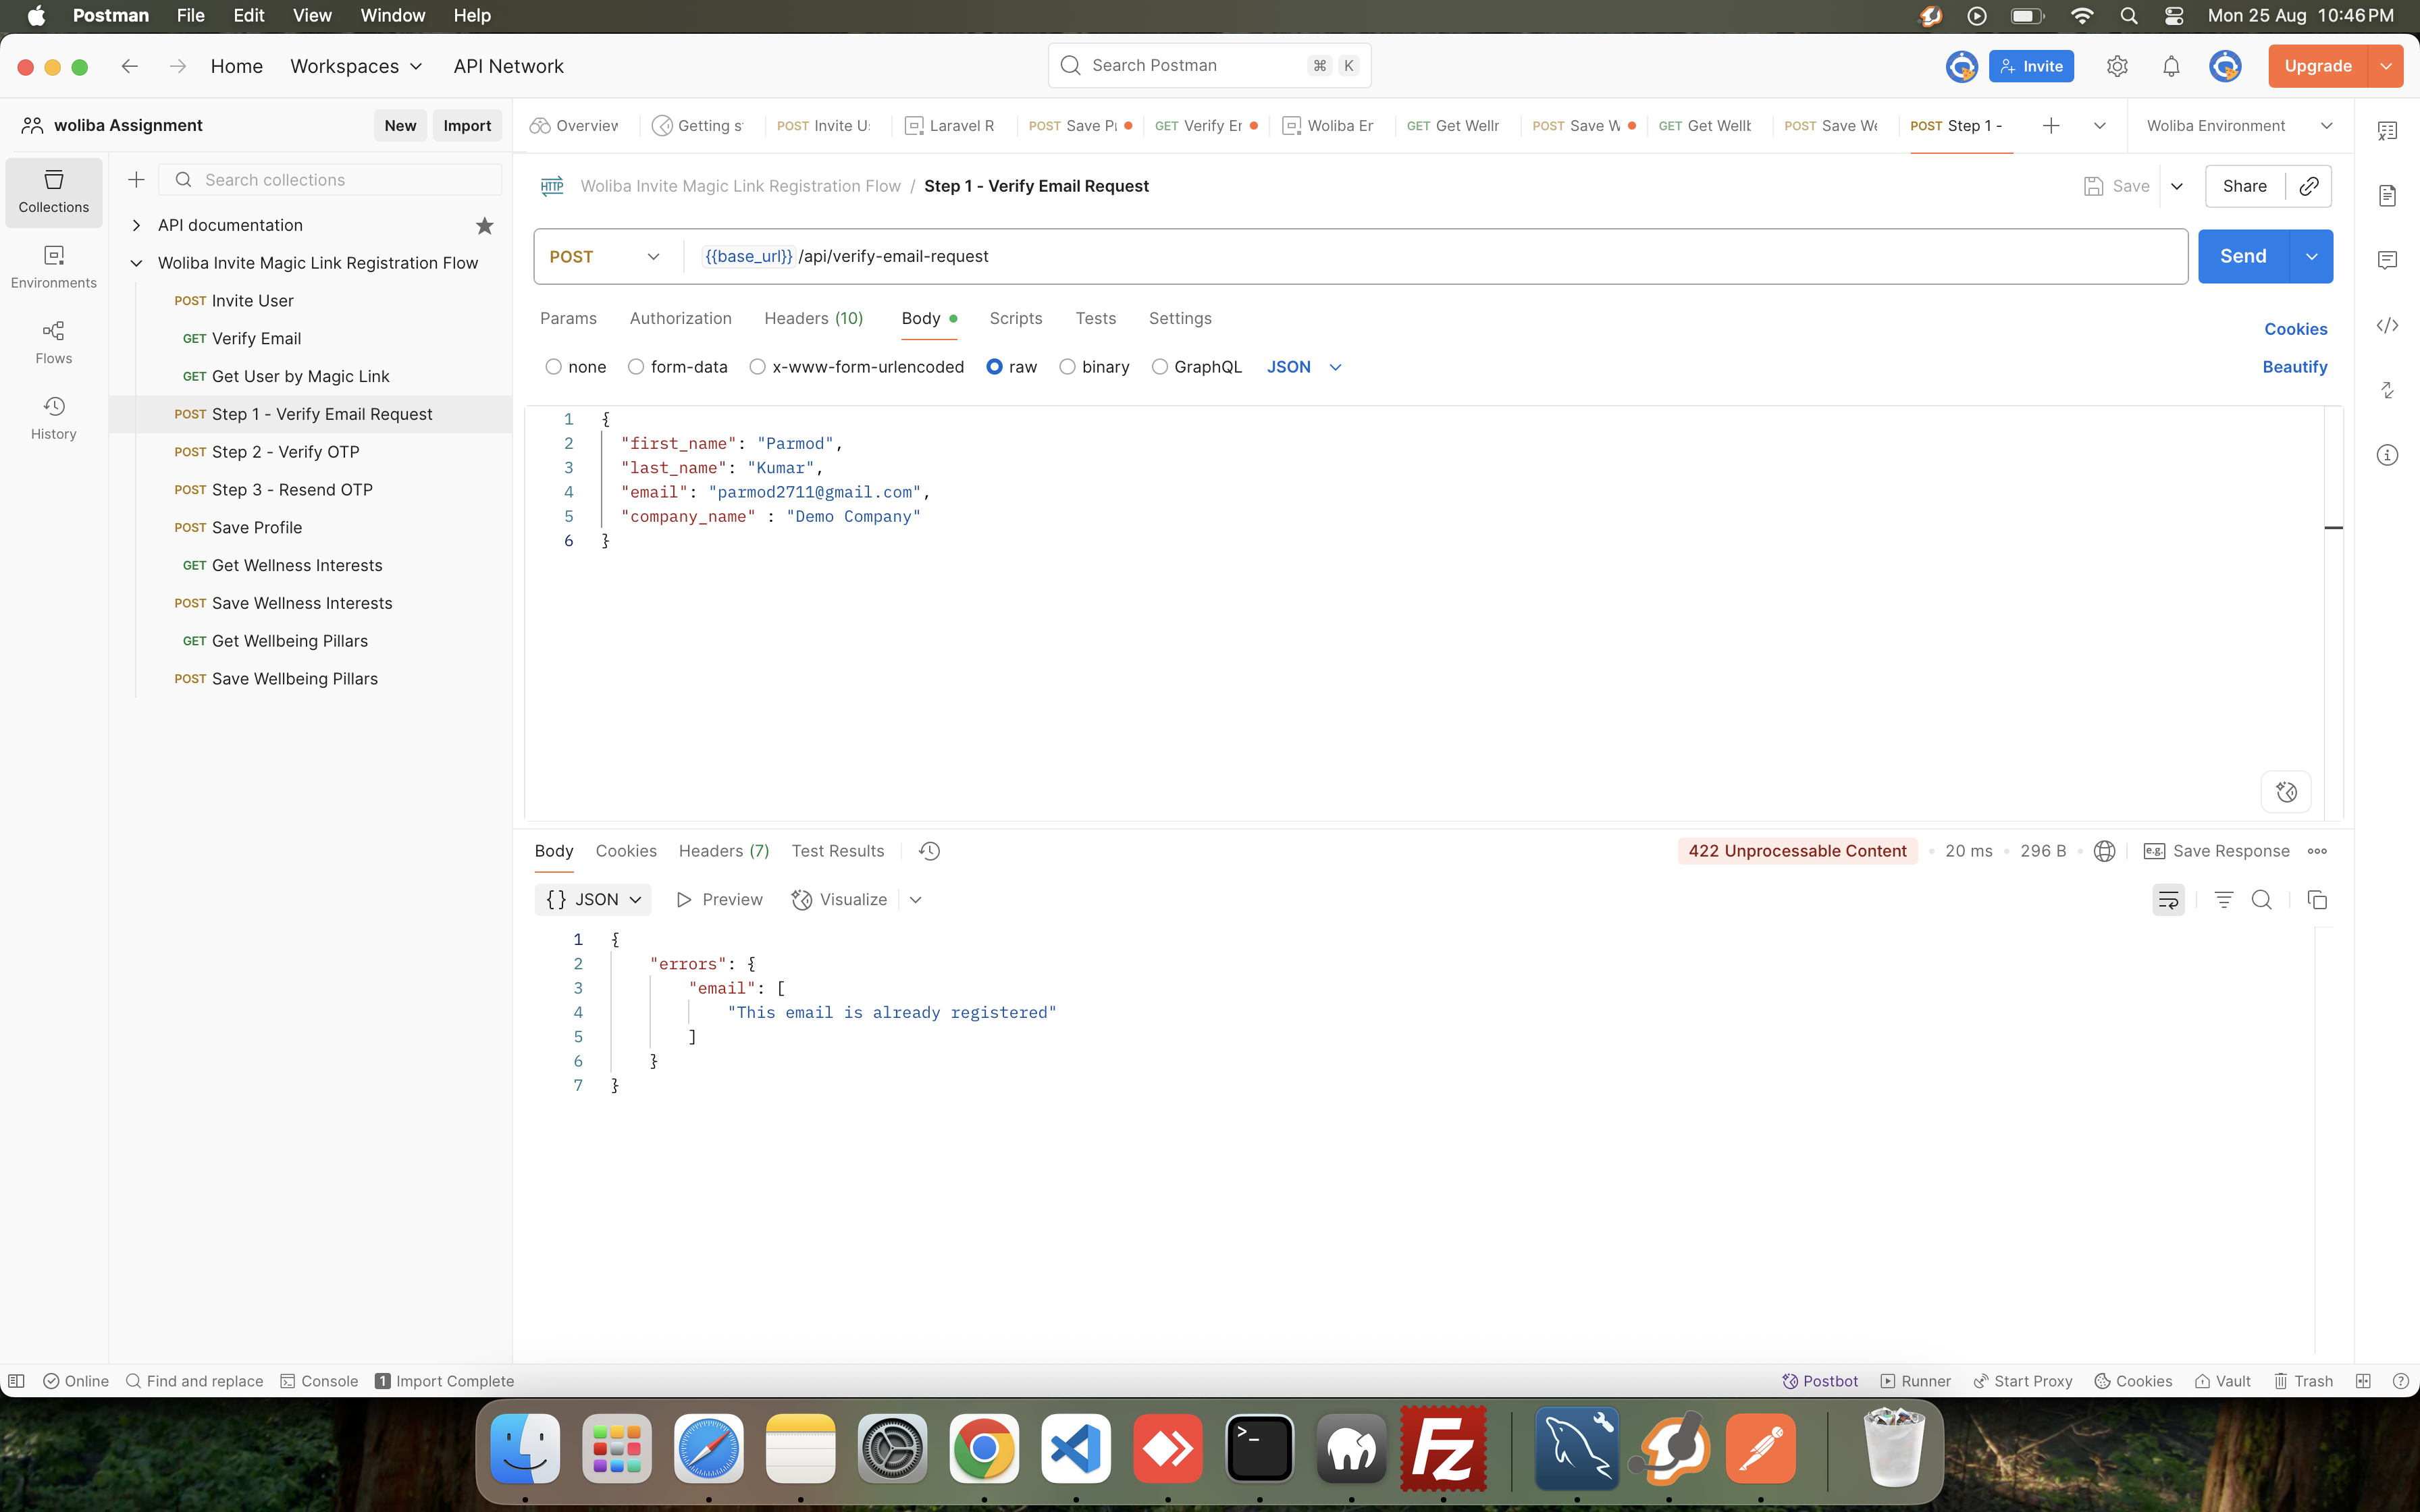 Postman File Edit View Window Help Mon 25 Aug 10:46 PM
Home Workspaces API Network Search Postman ⌘ K Invite Upgrade
woliba Assignment New Import Overview Getting s POST Invite U GET Laravel R POST Save P GET Verify Er Woliba Er GET Get Wellr POST Save W GET Get Wellb POST Save We POST Step 1 - Woliba Environment
Collections
Environments
Flows
History
Search collections
API documentation
Woliba Invite Magic Link Registration Flow
POST Invite User
GET Verify Email
GET Get User by Magic Link
POST Step 1 - Verify Email Request
POST Step 2 - Verify OTP
POST Step 3 - Resend OTP
POST Save Profile
GET Get Wellness Interests
POST Save Wellness Interests
GET Get Wellbeing Pillars
POST Save Wellbeing Pillars
HTTP Woliba Invite Magic Link Registration Flow / Step 1 - Verify Email Request Save Share
POST {{base_url}} /api/verify-email-request Send
Params Authorization Headers (10) Body Scripts Tests Settings Cookies
none form-data x-www-form-urlencoded raw binary GraphQL JSON Beautify
1 {
2 "first_name": "Parmod",
3 "last_name": "Kumar",
4 "email": "parmod2711@gmail.com",
5 "company_name" : "Demo Company"
6 }
Body Cookies Headers (7) Test Results 422 Unprocessable Content 20 ms 296 B e.g. Save Response
{} JSON Preview Visualize
1 {
2 "errors": {
3 "email": [
4 "This email is already registered"
5 ]
6 }
7 }
Online Find and replace Console 1 Import Complete Postbot Runner Start Proxy Cookies Vault Trash
Fz